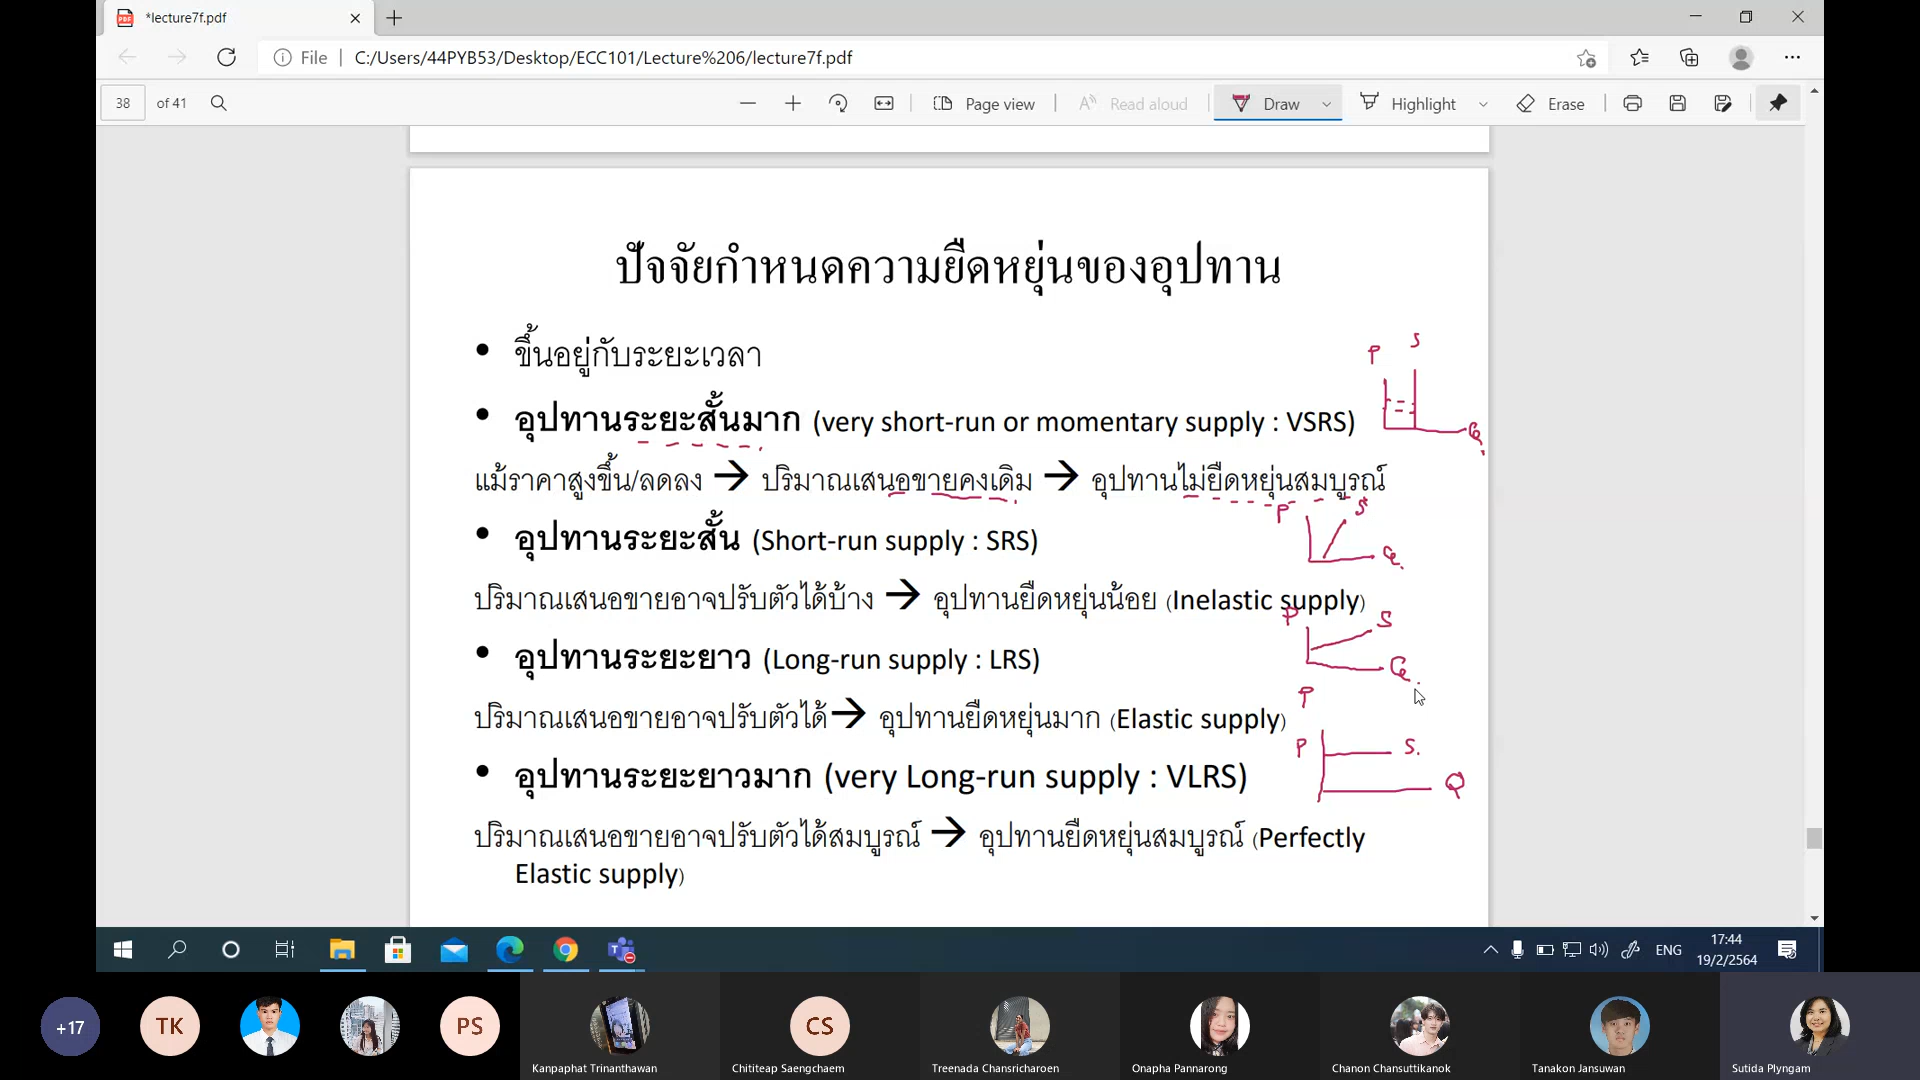 *lecture7f.pdf
File C:/Users/44PYB53/Desktop/ECC101/Lecture%206/lecture7f.pdf
38 of 41 Page view Read aloud Draw Highlight Erase
ปัจจัยกำหนดความยืดหยุ่นของอุปทาน
• ขึ้นอยู่กับระยะเวลา
P S
• อุปทานระยะสั้นมาก (very short-run or momentary supply : VSRS)
Q
แม้ราคาสูงขึ้น/ลดลง → ปริมาณเสนอขายคงเดิม → อุปทานไม่ยืดหยุ่นสมบูรณ์
P S
• อุปทานระยะสั้น (Short-run supply : SRS)
Q
ปริมาณเสนอขายอาจปรับตัวได้บ้าง → อุปทานยืดหยุ่นน้อย (Inelastic supply)
P S
• อุปทานระยะยาว (Long-run supply : LRS)
Q
P
ปริมาณเสนอขายอาจปรับตัวได้→ อุปทานยืดหยุ่นมาก (Elastic supply)
P S.
• อุปทานระยะยาวมาก (very Long-run supply : VLRS)
Q
ปริมาณเสนอขายอาจปรับตัวได้สมบูรณ์ → อุปทานยืดหยุ่นสมบูรณ์ (Perfectly
Elastic supply)
ENG
17:44
19/2/2564
+17 TK PS CS
Kanpaphat Trinanthawan Chititeap Saengchaem Treenada Chansricharoen Onapha Pannarong Chanon Chansuttikanok Tanakon Jansuwan Sutida Plyngam